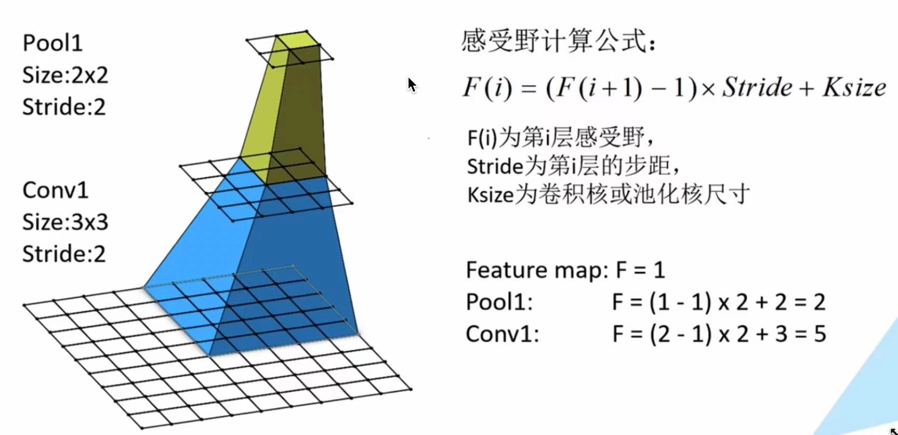 Pool1
Size:2x2
Stride:2
Conv1
Size:3x3
Stride:2
感受野计算公式：
F(i) = (F(i+1) − 1)× Stride + Ksize
F(i)为第i层感受野，
Stride为第i层的步距，
Ksize为卷积核或池化核尺寸
Feature map: F = 1
Pool1: F = (1 - 1) x 2 + 2 = 2
Conv1: F = (2 - 1) x 2 + 3 = 5